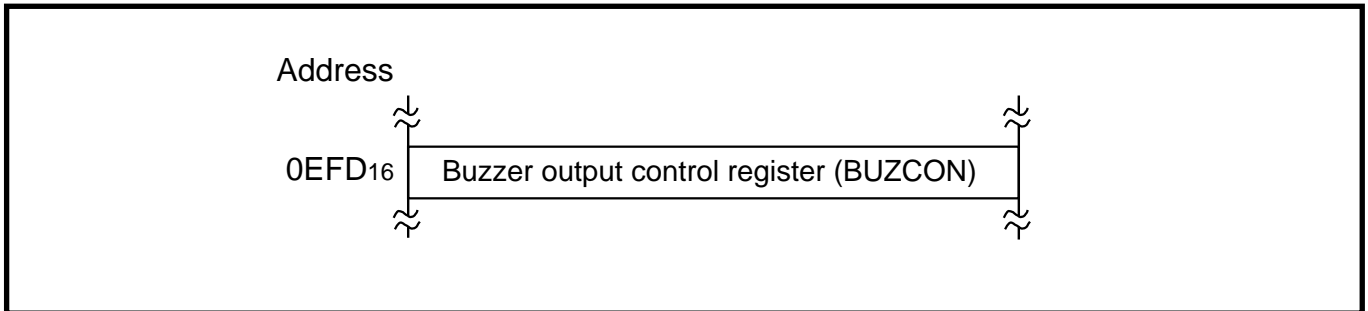 Address
0EFD16 Buzzer output control register (BUZCON)